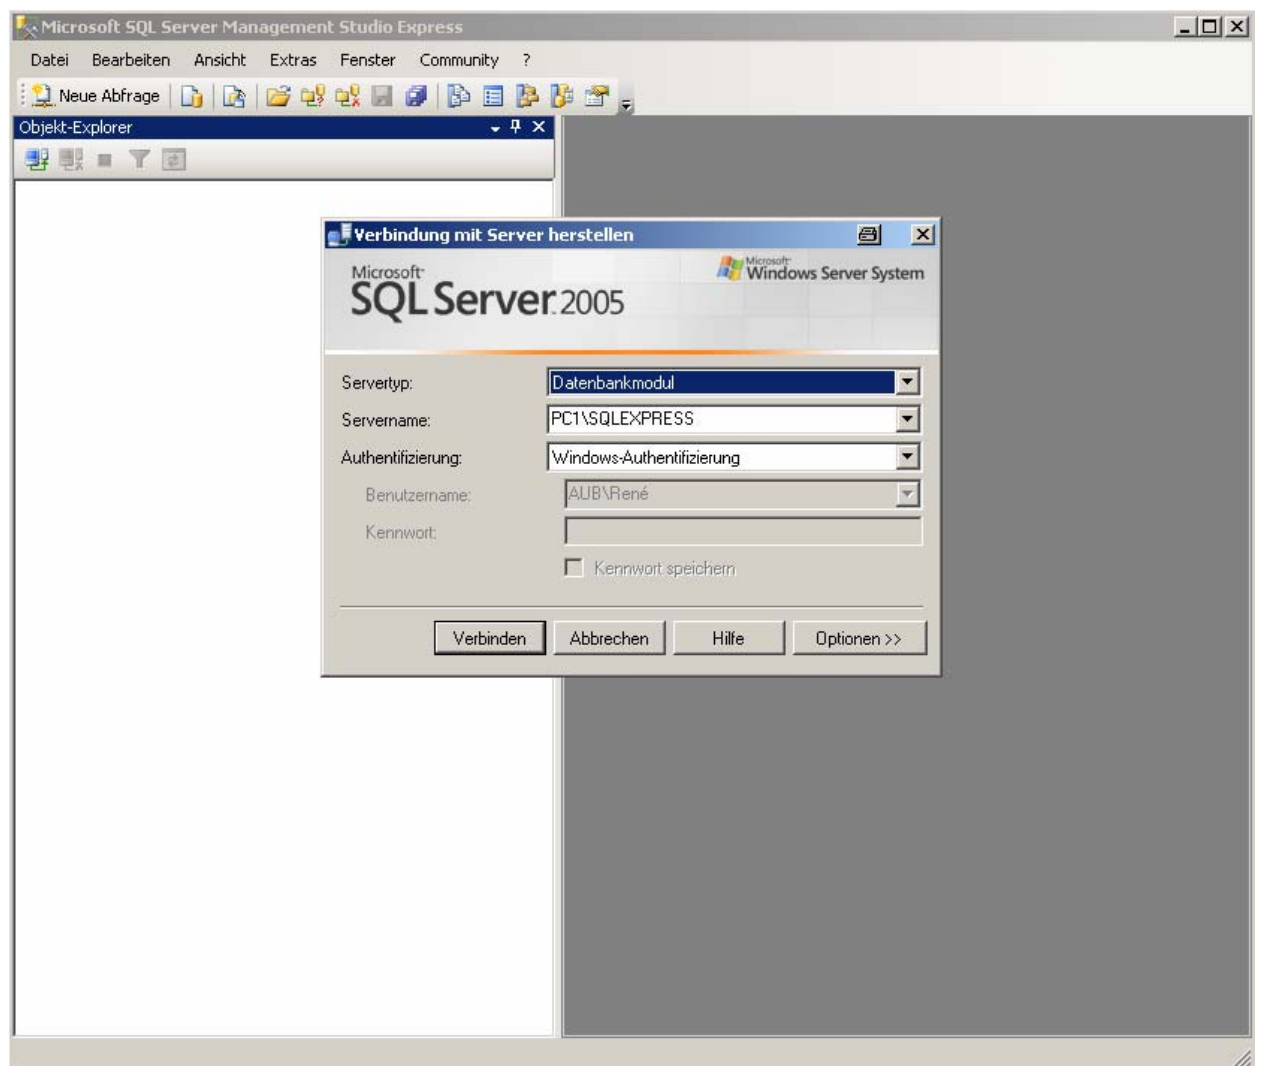 Microsoft SQL Server Management Studio Express
Datei Bearbeiten Ansicht Extras Fenster Community ?
Neue Abfrage
Objekt-Explorer
Verbindung mit Server herstellen
Microsoft
Windows Server System
Microsoft
SQL Server 2005
Servertyp: Datenbankmodul
Servername: PC1\SQLEXPRESS
Authentifizierung: Windows-Authentifizierung
Benutzername: AUB\René
Kennwort:
Kennwort speichern
Verbinden Abbrechen Hilfe Optionen >>